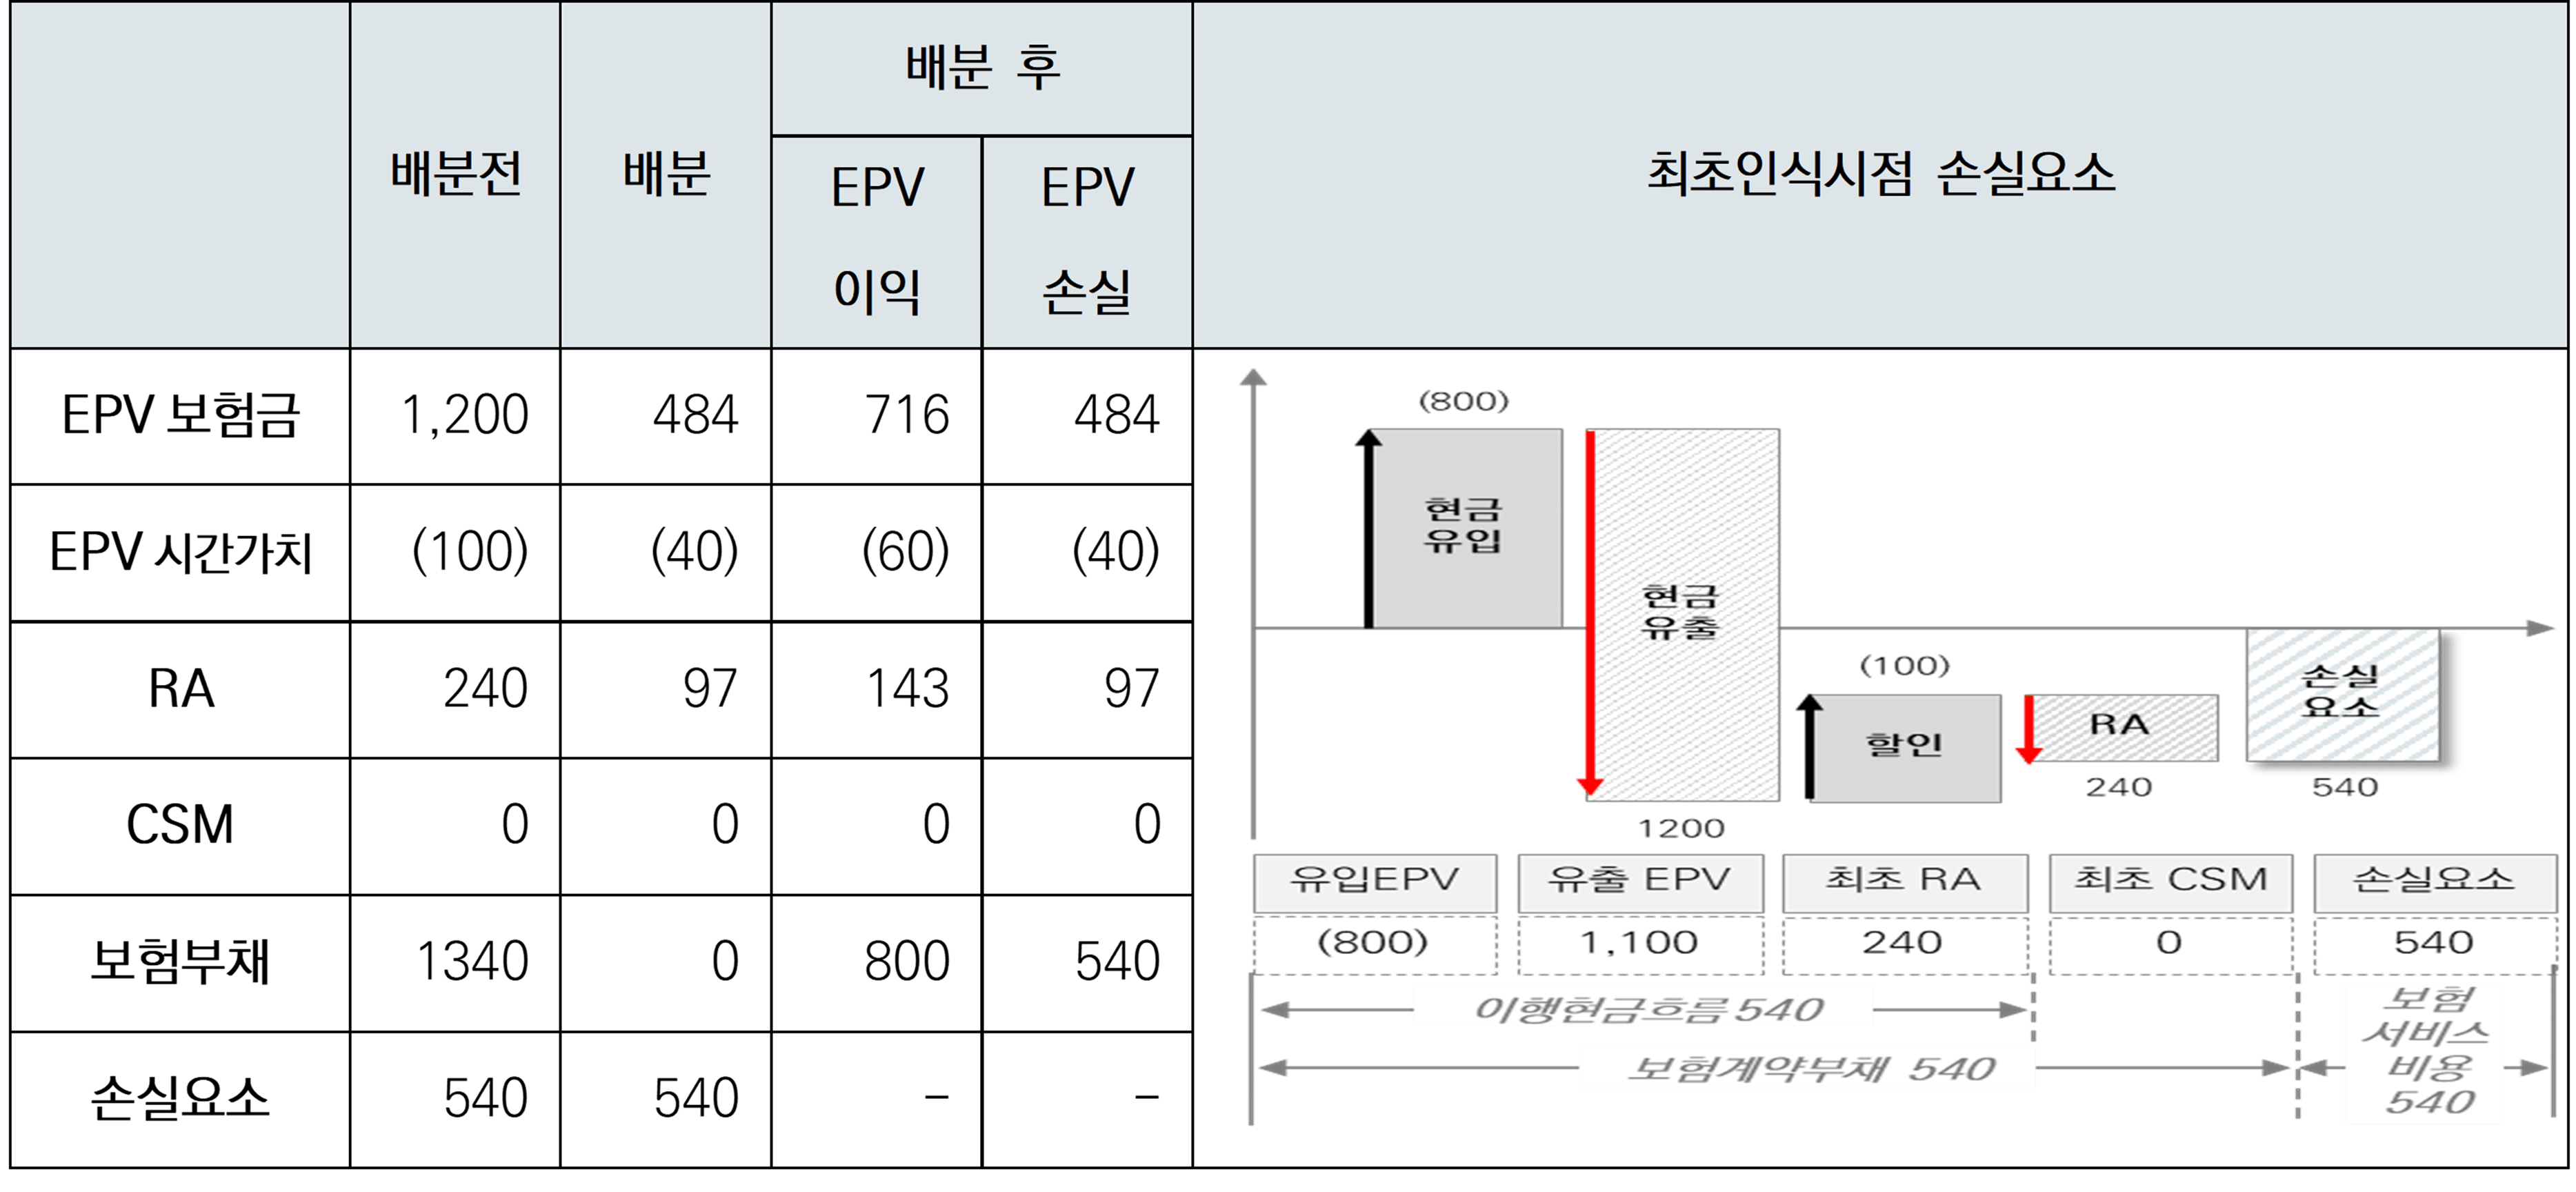 배분전
배분
배분 후
EPV
이익
EPV
손실
최초인식시점 손실요소
EPV 보험금 1,200 484 716 484
EPV 시간가치 (100) (40) (60) (40)
RA 240 97 143 97
CSM 0 0 0 0
보험부채 1340 0 800 540
손실요소 540 540 - -
(800)
현금
유입
현금
유출
1200
(100)
할인
RA
240
손실
요소
540
유입EPV 유출 EPV 최초 RA 최초 CSM 손실요소
(800) 1,100 240 0 540
이행현금흐름 540
보험계약부채 540
보험
서비스
비용
540